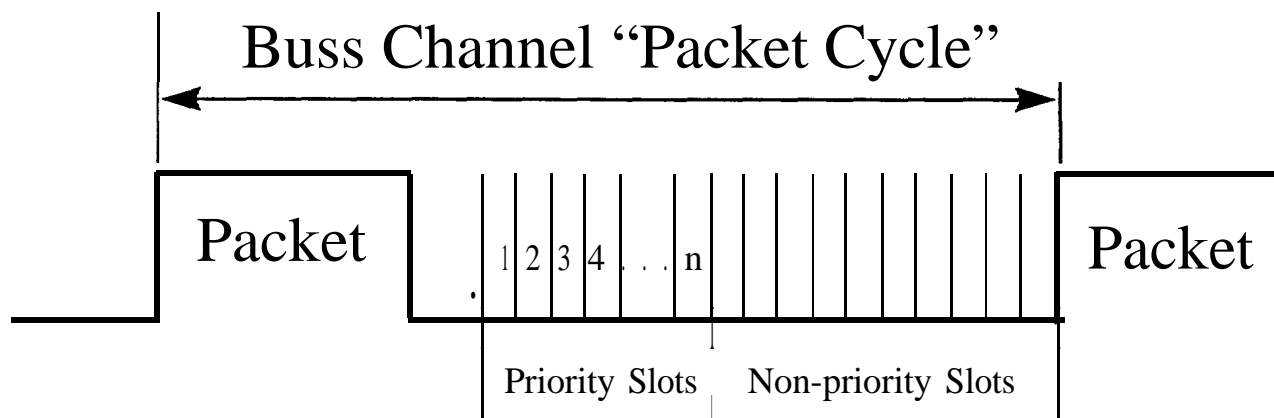 Buss Channel “Packet Cycle”
Packet
1 2 3 4 . . . n
Packet
Priority Slots
Non-priority Slots